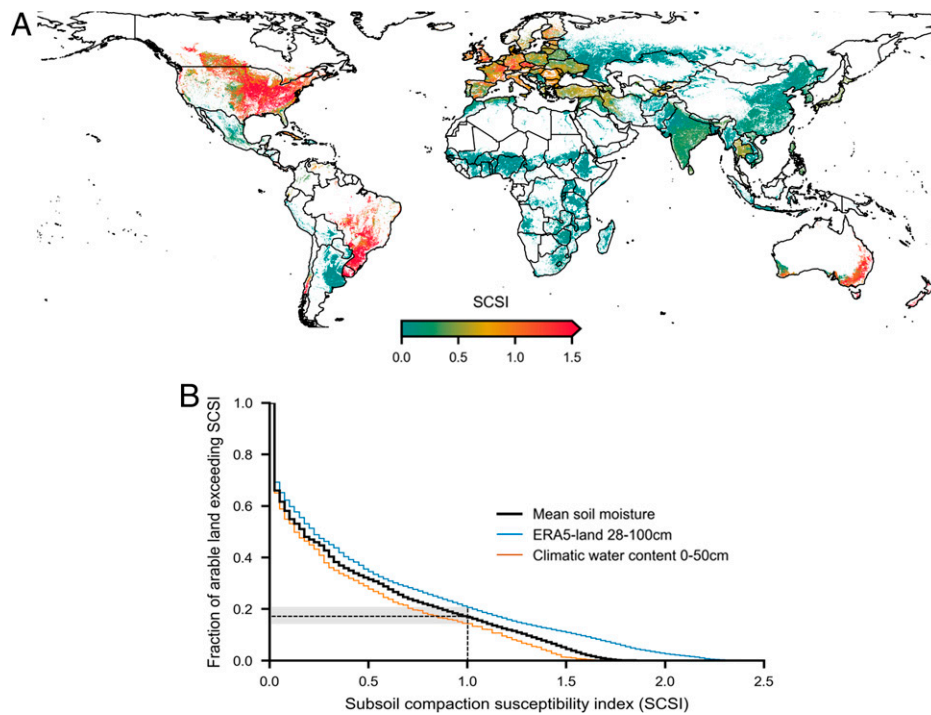 A
SCSI
0.0 0.5 1.0 1.5
B
Fraction of arable land exceeding SCSI
1.0
0.8
0.6
0.4
0.2
0.0
Mean soil moisture
ERA5-land 28-100cm
Climatic water content 0-50cm
0.0 0.5 1.0 1.5 2.0 2.5
Subsoil compaction susceptibility index (SCSI)